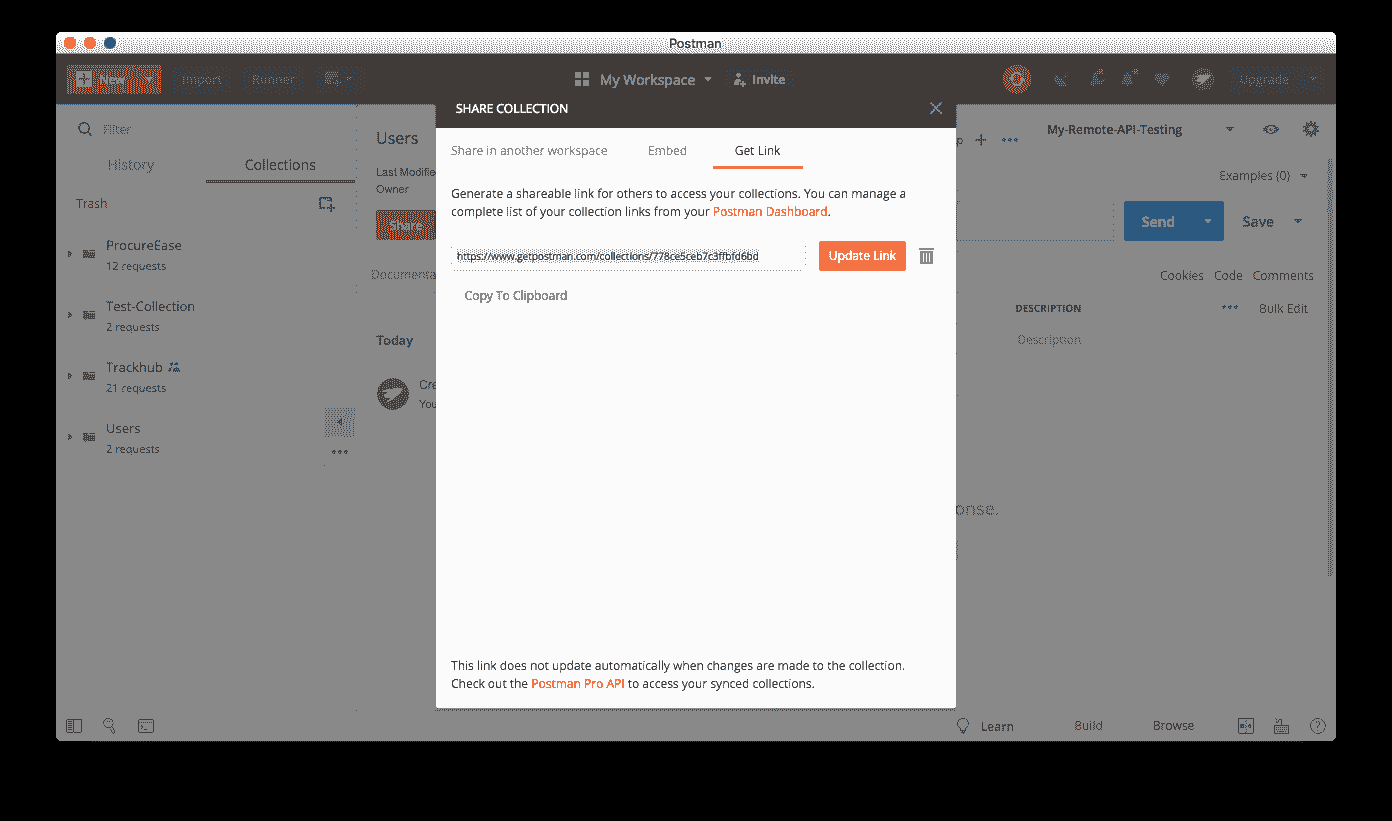 Postman
New
Import
Runner
My Workspace
Invite
Upgrade
SHARE COLLECTION
Filter
History
Collections
Users
My-Remote-API-Testing
Share in another workspace
Embed
Get Link
Last Modifie
Owner
Examples (0)
Trash
Generate a shareable link for others to access your collections. You can manage a
complete list of your collection links from your Postman Dashboard.
Share
Send
Save
ProcureEase
12 requests
https://www.getpostman.com/collections/778ce5ceb7c3ffbfd6bd
Update Link
Documenta
Cookies
Code
Comments
Copy To Clipboard
Test-Collection
2 requests
DESCRIPTION
Bulk Edit
Today
Description
Trackhub
21 requests
Cre
You
Users
2 requests
onse.
This link does not update automatically when changes are made to the collection.
Check out the Postman Pro API to access your synced collections.
Learn
Build
Browse